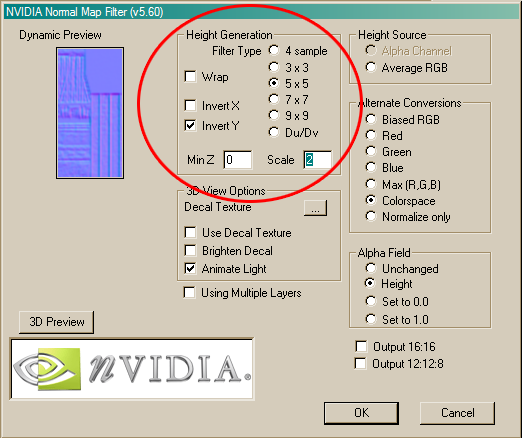 NVIDIA Normal Map Filter (v5.60)
Dynamic Preview
Height Generation
Filter Type
4 sample
3 x 3
5 x 5
7 x 7
9 x 9
Du/Dv
Wrap
Invert X
Invert Y
Min Z 0 Scale 2
3D View Options
Decal Texture ...
Use Decal Texture
Brighten Decal
Animate Light
Using Multiple Layers
Height Source
Alpha Channel
Average RGB
Alternate Conversions
Biased RGB
Red
Green
Blue
Max (R,G,B)
Colorspace
Normalize only
Alpha Field
Unchanged
Height
Set to 0.0
Set to 1.0
Output 16:16
Output 12:12:8
3D Preview
nVIDIA.®
OK Cancel